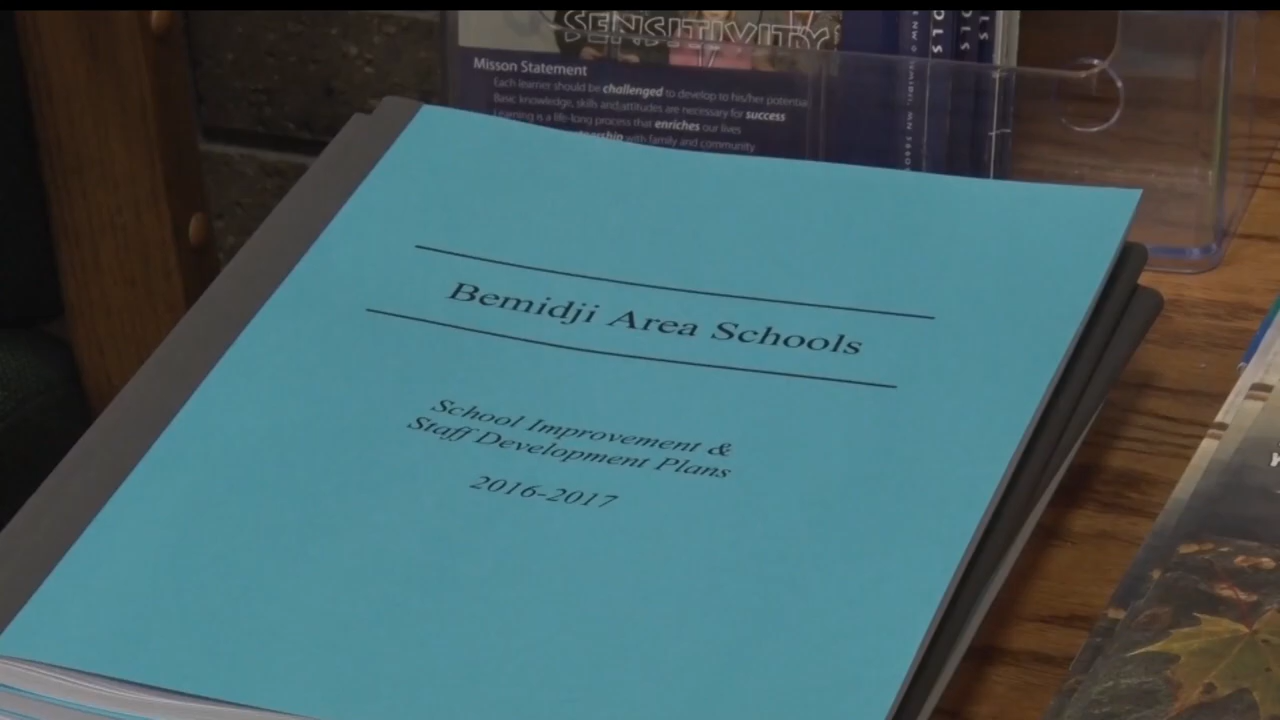 SENSITIVITY
Misson Statement
Each learner should be challenged to develop to his/her potential
Basic knowledge, skills and attitudes are necessary for success
Learning is a life-long process that enriches our lives
with family and community
Bemidji Area Schools
School Improvement &
Staff Development Plans
2016-2017